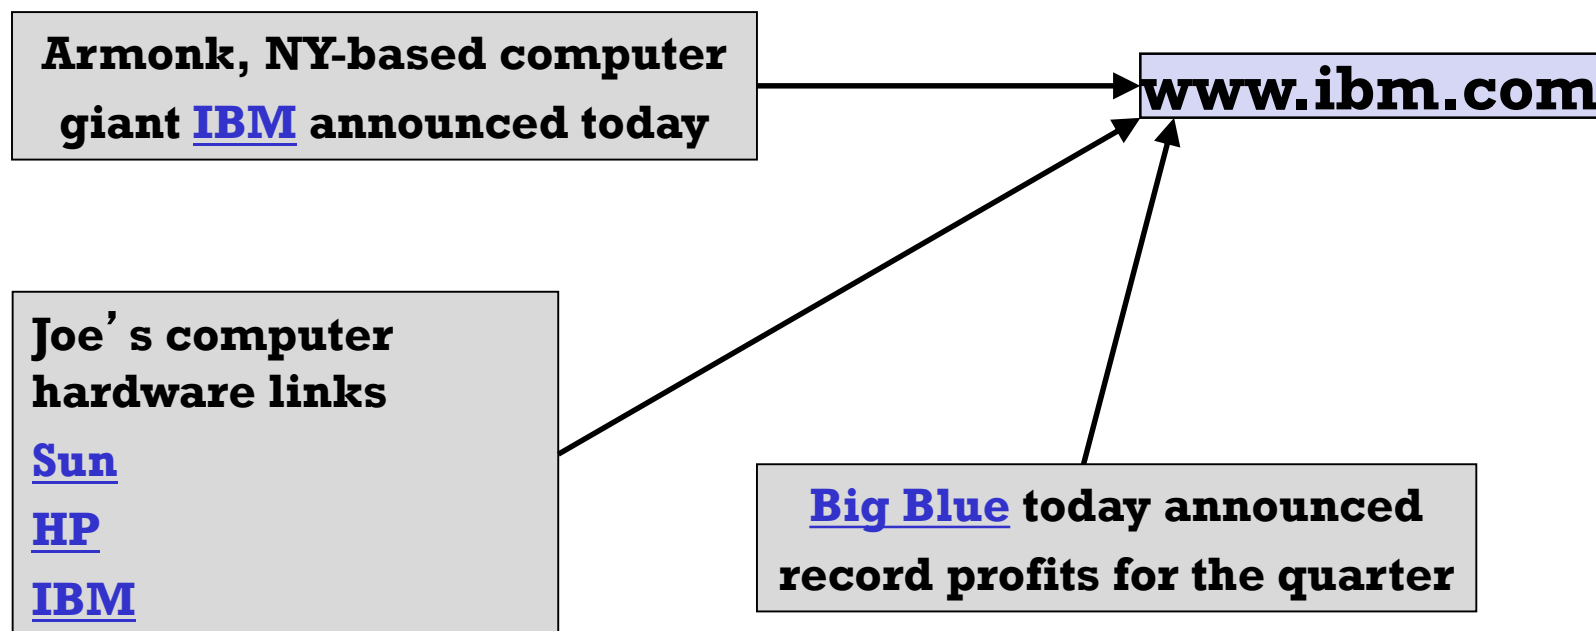 Armonk, NY-based computer
giant IBM announced today
www.ibm.com
Joe’s computer
hardware links
Sun
HP
IBM
Big Blue today announced
record profits for the quarter